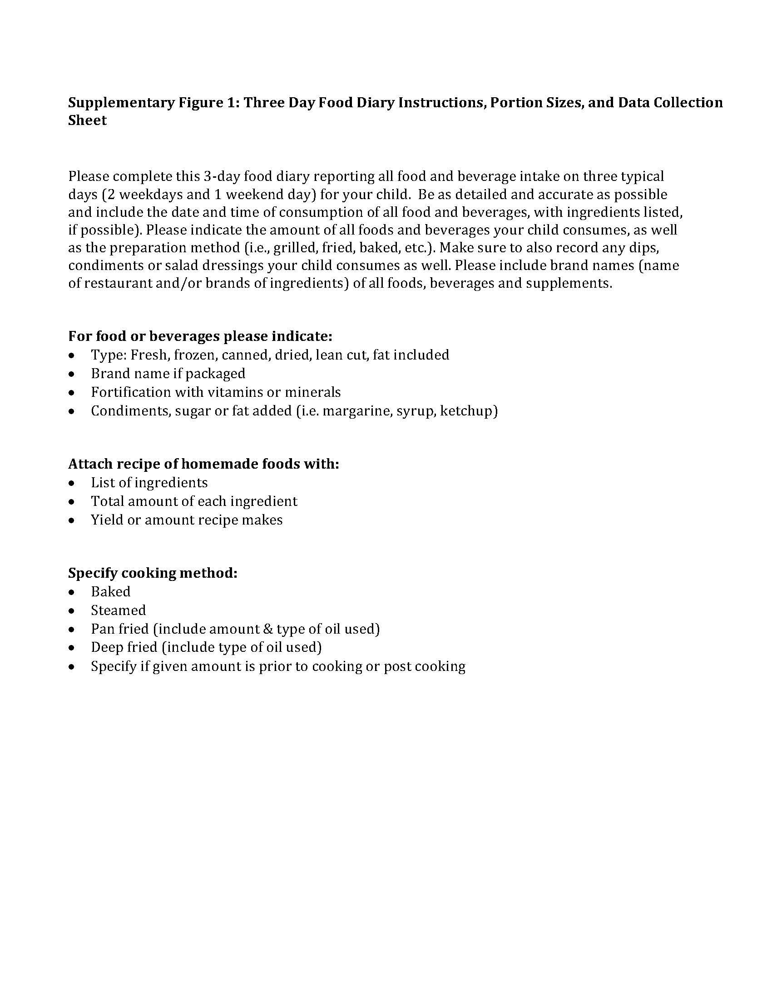 Supplementary Figure 1: Three Day Food Diary Instructions, Portion Sizes, and Data Collection
Sheet
Please complete this 3-day food diary reporting all food and beverage intake on three typical
days (2 weekdays and 1 weekend day) for your child.  Be as detailed and accurate as possible
and include the date and time of consumption of all food and beverages, with ingredients listed,
if possible). Please indicate the amount of all foods and beverages your child consumes, as well
as the preparation method (i.e., grilled, fried, baked, etc.). Make sure to also record any dips,
condiments or salad dressings your child consumes as well. Please include brand names (name
of restaurant and/or brands of ingredients) of all foods, beverages and supplements.
For food or beverages please indicate:
• Type: Fresh, frozen, canned, dried, lean cut, fat included
• Brand name if packaged
• Fortification with vitamins or minerals
• Condiments, sugar or fat added (i.e. margarine, syrup, ketchup)
Attach recipe of homemade foods with:
• List of ingredients
• Total amount of each ingredient
• Yield or amount recipe makes
Specify cooking method:
• Baked
• Steamed
• Pan fried (include amount & type of oil used)
• Deep fried (include type of oil used)
• Specify if given amount is prior to cooking or post cooking